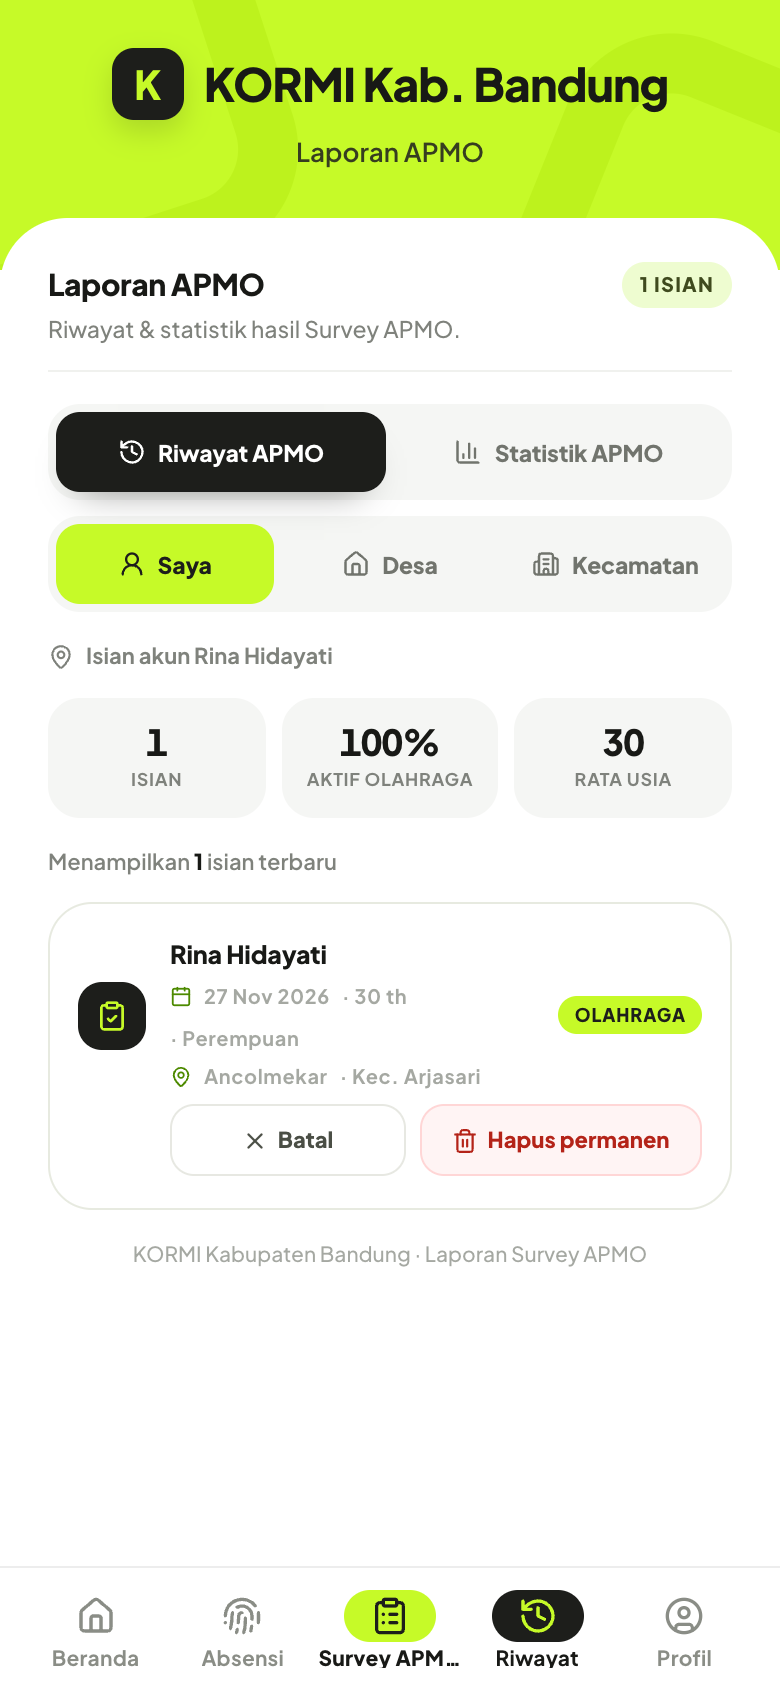 K KORMI Kab. Bandung
Laporan APMO
Laporan APMO
1 ISIAN
Riwayat & statistik hasil Survey APMO.
Riwayat APMO
Statistik APMO
Saya
Desa
Kecamatan
Isian akun Rina Hidayati
1
ISIAN
100%
AKTIF OLAHRAGA
30
RATA USIA
Menampilkan 1 isian terbaru
Rina Hidayati
27 Nov 2026 · 30 th
· Perempuan
Ancolmekar · Kec. Arjasari
OLAHRAGA
Batal
Hapus permanen
KORMI Kabupaten Bandung · Laporan Survey APMO
Beranda
Absensi
Survey APM...
Riwayat
Profil